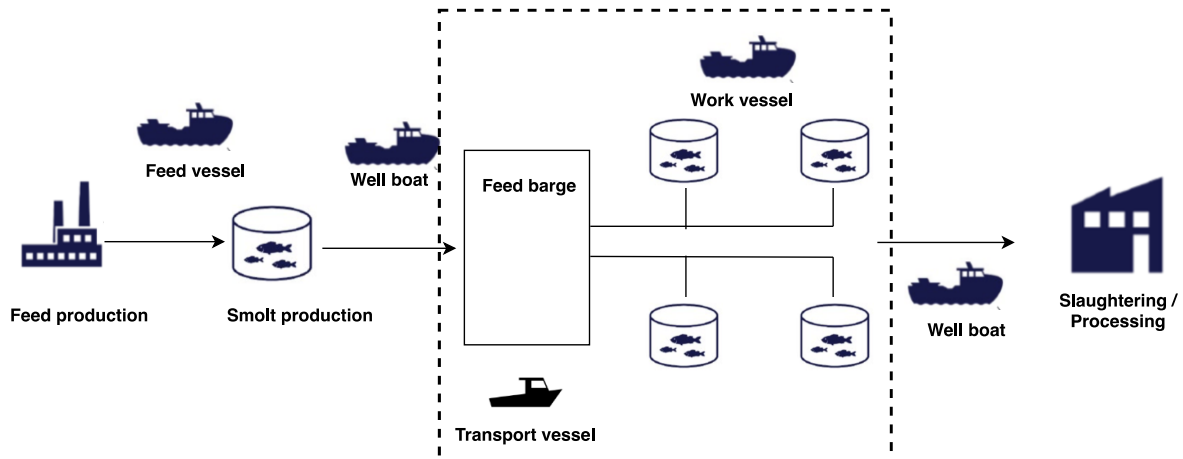 Work vessel
Feed vessel
Well boat
Feed barge
Feed production
Smolt production
Well boat
Slaughtering /
Processing
Transport vessel